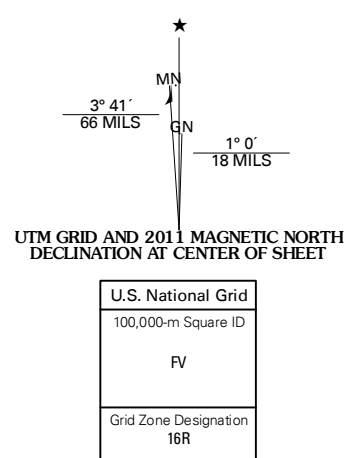 MN
3° 41´
66 MILS
GN
1° 0´
18 MILS
UTM GRID AND 2011 MAGNETIC NORTH
DECLINATION AT CENTER OF SHEET
U.S. National Grid
100,000-m Square ID
FV
Grid Zone Designation
16R